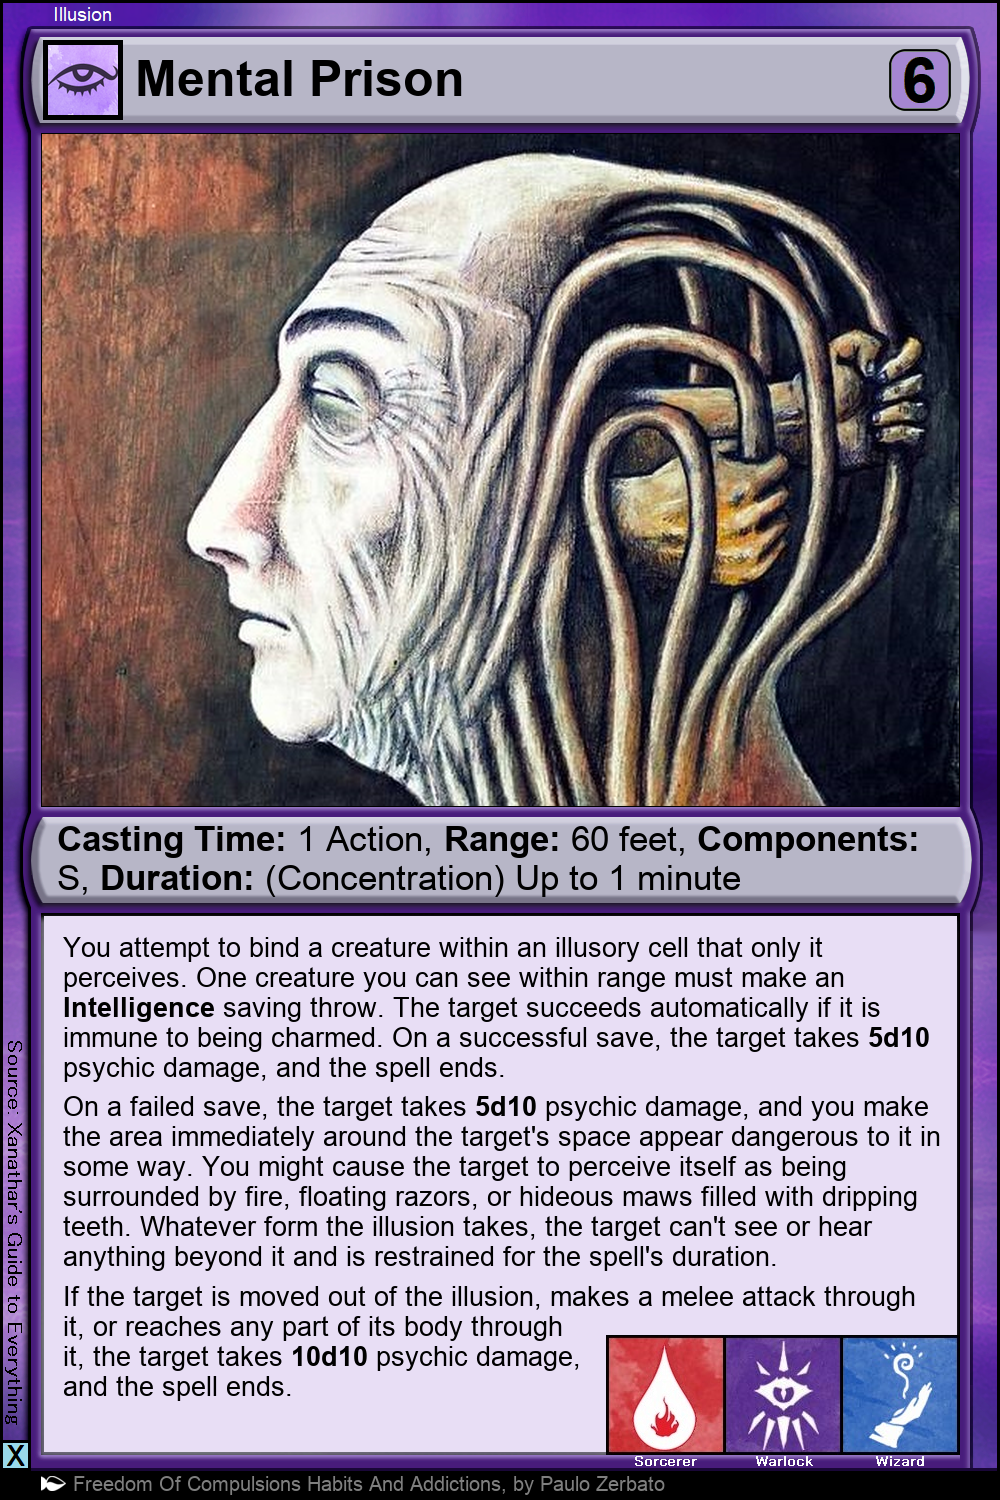 Illusion
Mental Prison
6
Casting Time: 1 Action, Range: 60 feet, Components:
S, Duration: (Concentration) Up to 1 minute
You attempt to bind a creature within an illusory cell that only it
perceives. One creature you can see within range must make an
Intelligence saving throw. The target succeeds automatically if it is
immune to being charmed. On a successful save, the target takes 5d10
psychic damage, and the spell ends.
On a failed save, the target takes 5d10 psychic damage, and you make
the area immediately around the target's space appear dangerous to it in
some way. You might cause the target to perceive itself as being
surrounded by fire, floating razors, or hideous maws filled with dripping
teeth. Whatever form the illusion takes, the target can't see or hear
anything beyond it and is restrained for the spell's duration.
If the target is moved out of the illusion, makes a melee attack through
it, or reaches any part of its body through
it, the target takes 10d10 psychic damage,
and the spell ends.
Sorcerer
Warlock
Wizard
Source: Xanathar's Guide to Everything
X
Freedom Of Compulsions Habits And Addictions, by Paulo Zerbato